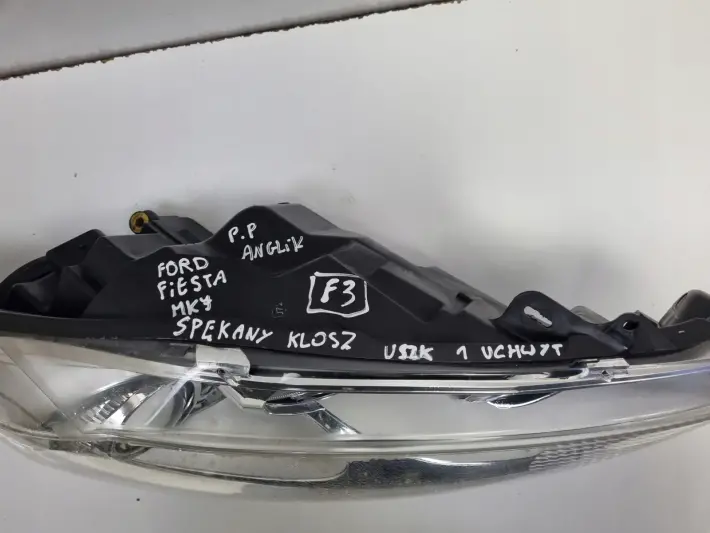 P.P
ANGLIK
FORD
FIESTA
MK7
F3
SPĘKANY KLOSZ USZK 1 UCHWYT